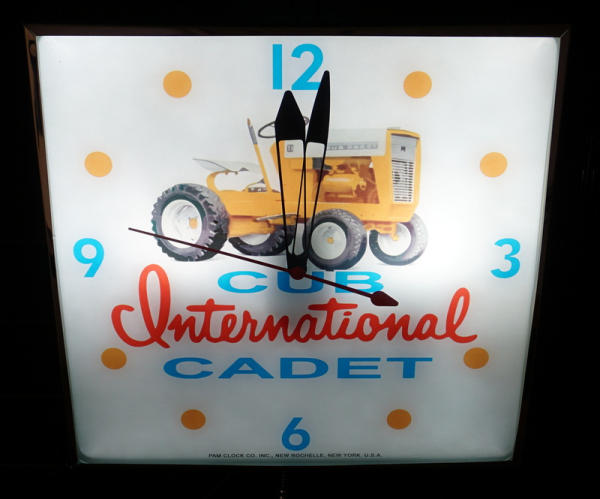 12
9
3
CUB
International
CADET
6
PAM CLOCK CO. INC., NEW ROCHELLE, NEW YORK, U.S.A.